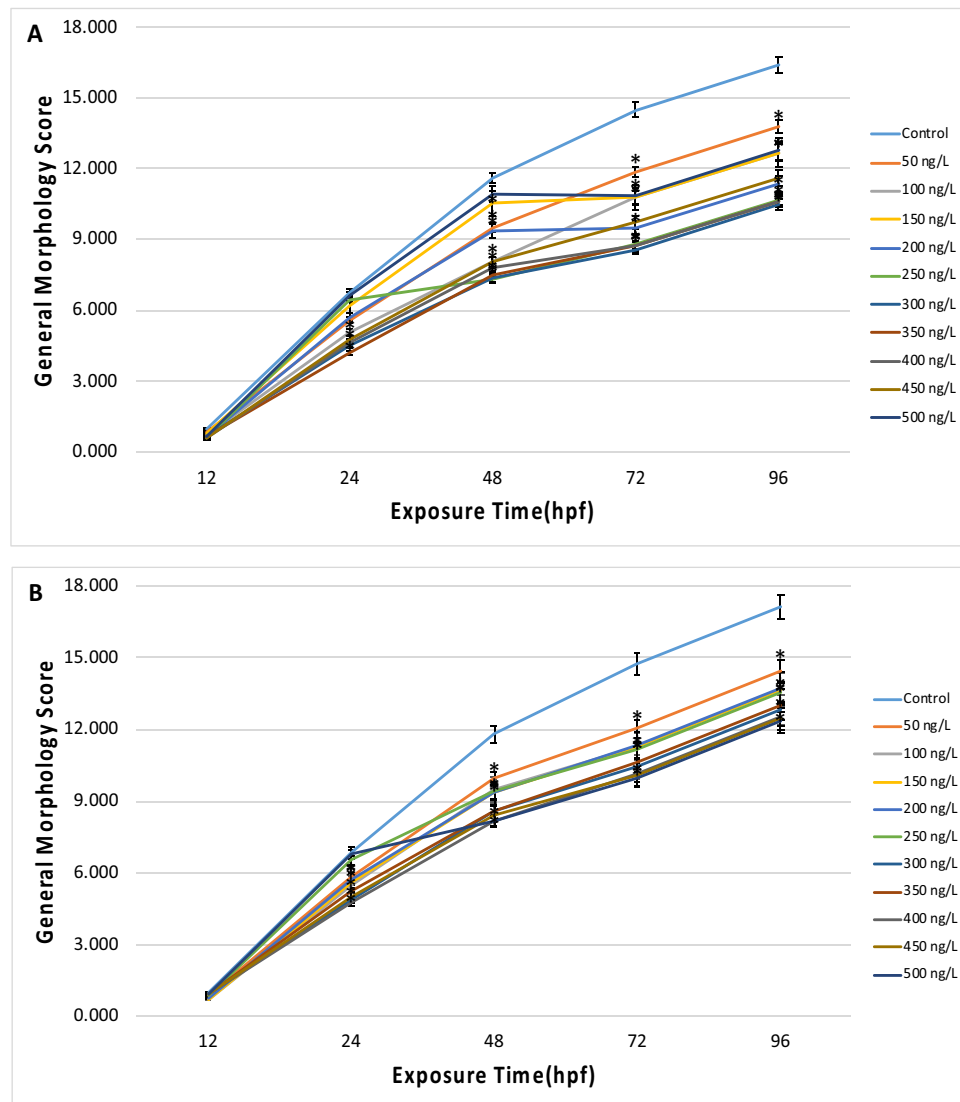 A
18.000
15.000
12.000
9.000
6.000
3.000
0.000
General Morphology Score
12 24 48 72 96
Exposure Time(hpf)
Control
50 ng/L
100 ng/L
150 ng/L
200 ng/L
250 ng/L
300 ng/L
350 ng/L
400 ng/L
450 ng/L
500 ng/L
B
18.000
15.000
12.000
9.000
6.000
3.000
0.000
General Morphology Score
12 24 48 72 96
Exposure Time(hpf)
Control
50 ng/L
100 ng/L
150 ng/L
200 ng/L
250 ng/L
300 ng/L
350 ng/L
400 ng/L
450 ng/L
500 ng/L